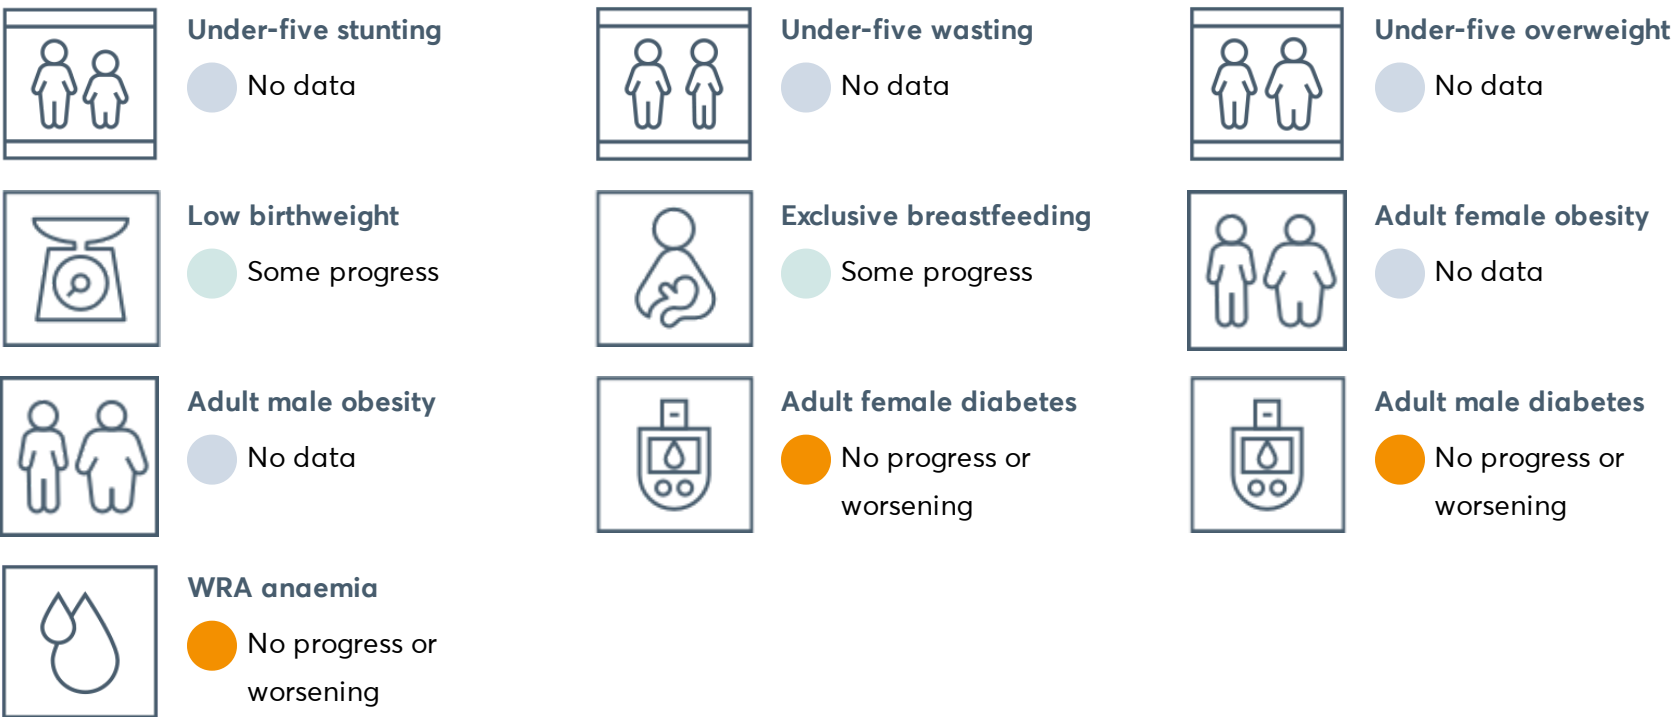 Under-five stunting
No data
Under-five wasting
No data
Under-five overweight
No data
Low birthweight
Some progress
Exclusive breastfeeding
Some progress
Adult female obesity
No data
Adult male obesity
No data
Adult female diabetes
No progress or
worsening
Adult male diabetes
No progress or
worsening
WRA anaemia
No progress or
worsening